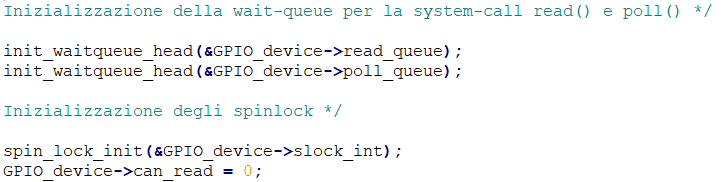 Inizializzazione della wait-queue per la system-call read() e poll() */
init_waitqueue_head(&GPIO_device->read_queue);
init_waitqueue_head(&GPIO_device->poll_queue);
Inizializzazione degli spinlock */
spin_lock_init(&GPIO_device->slock_int);
GPIO_device->can_read = 0;